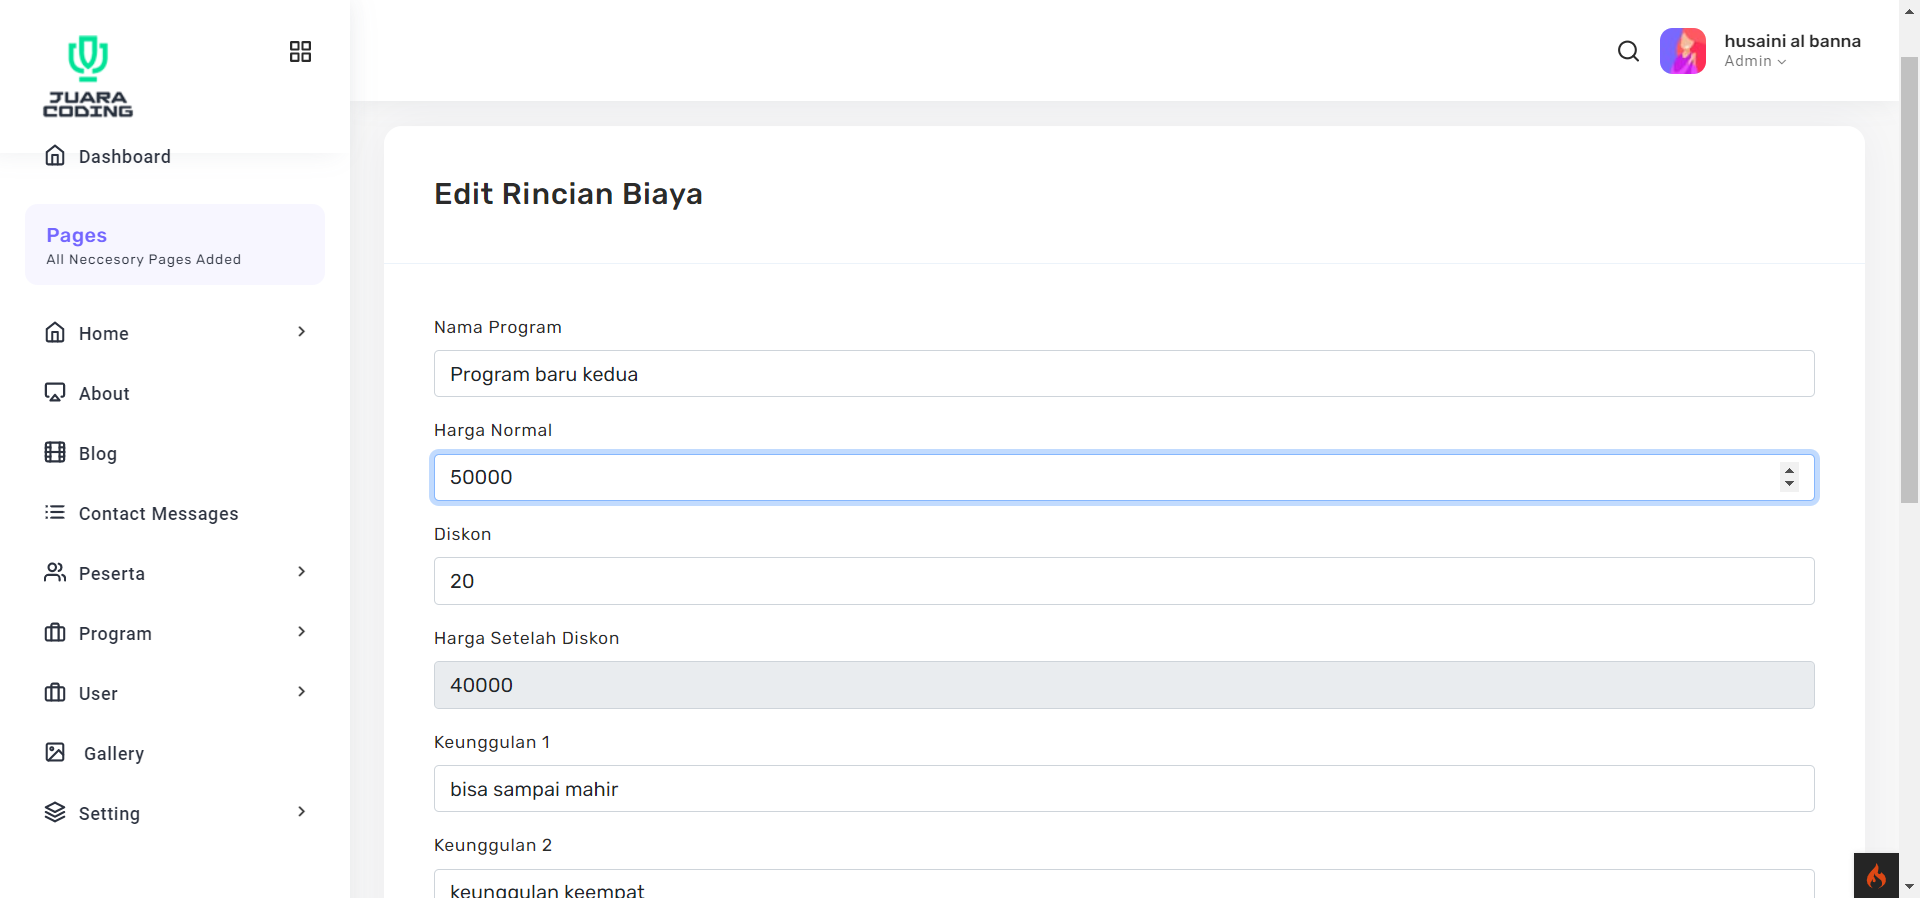 JUARA
CODING
Dashboard
Pages
All Neccesory Pages Added
Home
About
Blog
Contact Messages
Peserta
Program
User
Gallery
Setting
husaini al banna
Admin
Edit Rincian Biaya
Nama Program
Program baru kedua
Harga Normal
50000
Diskon
20
Harga Setelah Diskon
40000
Keunggulan 1
bisa sampai mahir
Keunggulan 2
keunggulan keempat